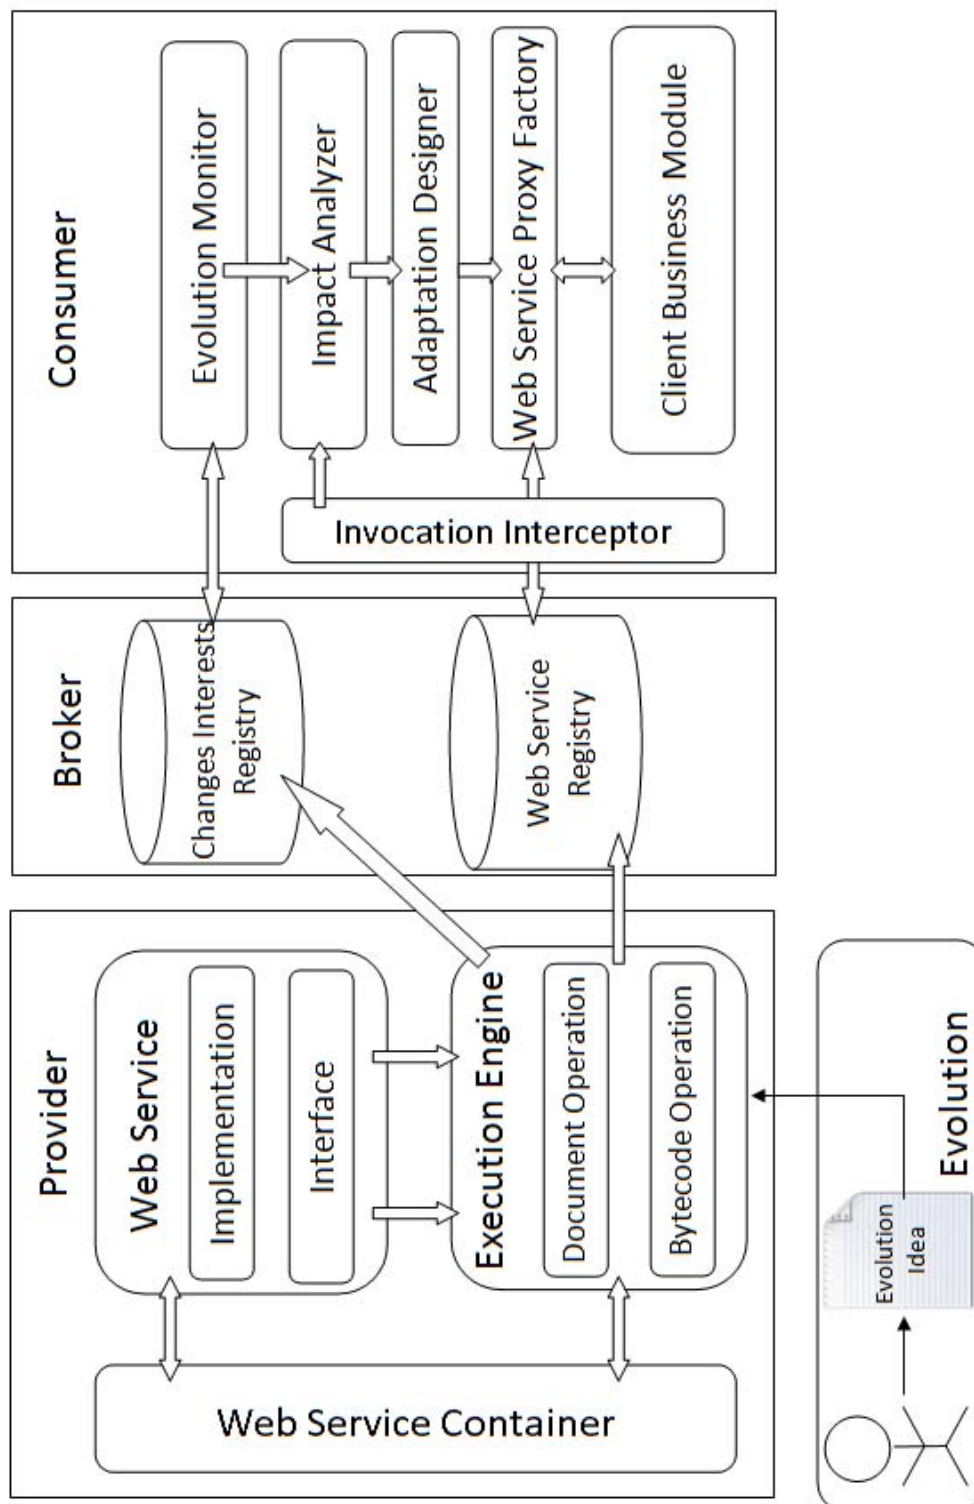 Provider
Web Service Container
Web Service
Implementation
Interface
Execution Engine
Document Operation
Bytecode Operation
Evolution
Idea
Evolution
Broker
Changes Interests
Registry
Web Service
Registry
Consumer
Invocation Interceptor
Evolution Monitor
Impact Analyzer
Adaptation Designer
Web Service Proxy Factory
Client Business Module